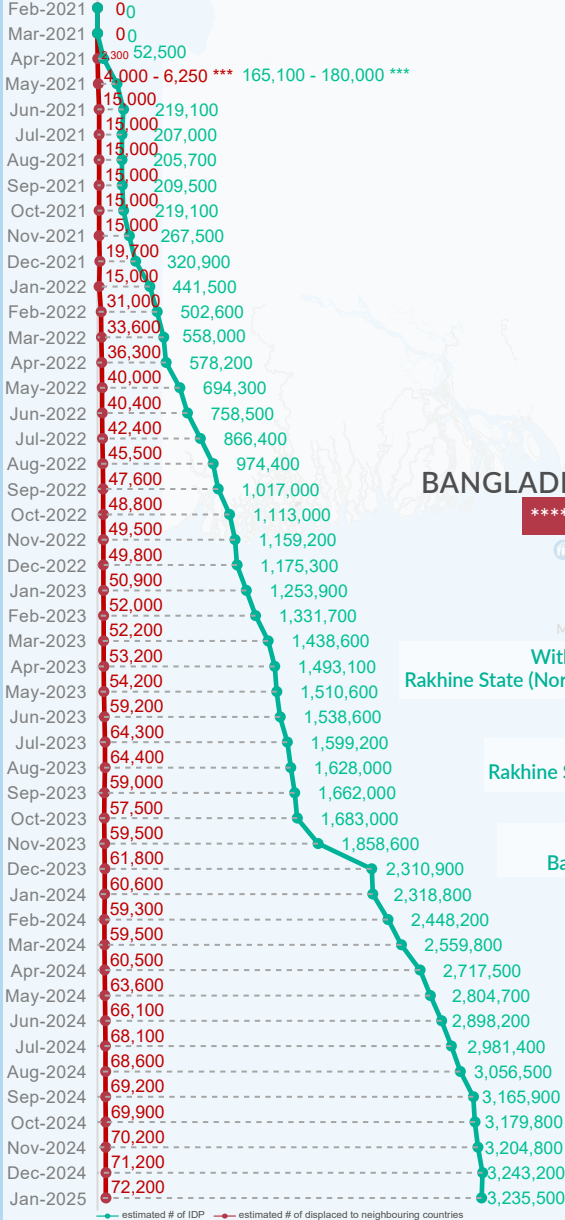 Feb-2021 0 0
Mar-2021 0 0
Apr-2021 2,300 52,500
May-2021 4,000 - 6,250 *** 165,100 - 180,000 ***
Jun-2021 15,000 219,100
Jul-2021 15,000 207,000
Aug-2021 15,000 205,700
Sep-2021 15,000 209,500
Oct-2021 15,000 219,100
Nov-2021 15,000 267,500
Dec-2021 19,700 320,900
Jan-2022 15,000 441,500
Feb-2022 31,000 502,600
Mar-2022 33,600 558,000
Apr-2022 36,300 578,200
May-2022 40,000 694,300
Jun-2022 40,400 758,500
Jul-2022 42,400 866,400
Aug-2022 45,500 974,400
Sep-2022 47,600 1,017,000
Oct-2022 48,800 1,113,000
Nov-2022 49,500 1,159,200
Dec-2022 49,800 1,175,300
Jan-2023 50,900 1,253,900
Feb-2023 52,000 1,331,700
Mar-2023 52,200 1,438,600
Apr-2023 53,200 1,493,100
May-2023 54,200 1,510,600
Jun-2023 59,200 1,538,600
Jul-2023 64,300 1,599,200
Aug-2023 64,400 1,628,000
Sep-2023 59,000 1,662,000
Oct-2023 57,500 1,683,000
Nov-2023 59,500 1,858,600
Dec-2023 61,800 2,310,900
Jan-2024 60,600 2,318,800
Feb-2024 59,300 2,448,200
Mar-2024 59,500 2,559,800
Apr-2024 60,500 2,717,500
May-2024 63,600 2,804,700
Jun-2024 66,100 2,898,200
Jul-2024 68,100 2,981,400
Aug-2024 68,600 3,056,500
Sep-2024 69,200 3,165,900
Oct-2024 69,900 3,179,800
Nov-2024 70,200 3,204,800
Dec-2024 71,200 3,243,200
Jan-2025 72,200 3,235,500
estimated # of IDP estimated # of displaced to neighbouring countries
BANGLADE
****
With
Rakhine State (Nor
Rakhine S
Ba